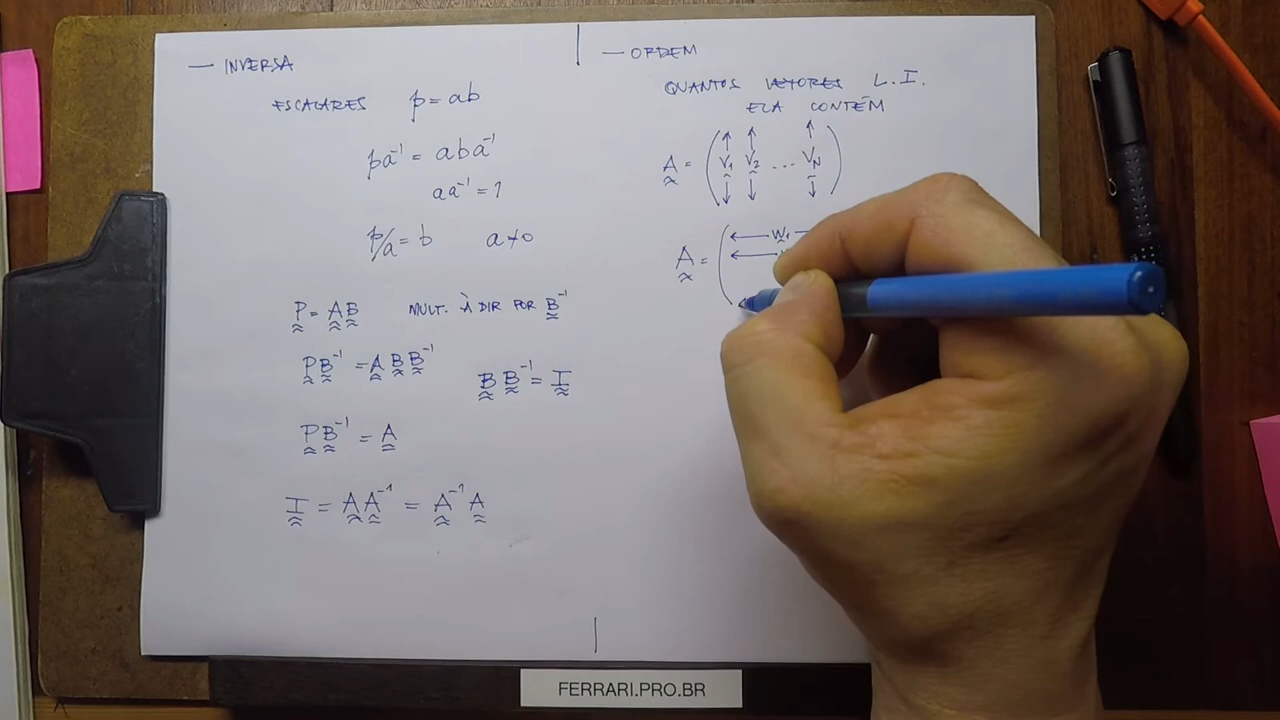 — INVERSA
ESCALARES p = ab
pa⁻¹ = aba⁻¹
aa⁻¹ = 1
p/a = b a ≠ 0
P = AB MULT. À DIR POR B⁻¹
PB⁻¹ = ABB⁻¹
BB⁻¹ = I
PB⁻¹ = A
I = AA⁻¹ = A⁻¹A
— ORDEM
QUANTOS VETORES L.I.
ELA CONTÉM
A = (V₁ V₂ ... V_N)
A = ( W₁
FERRARI.PRO.BR